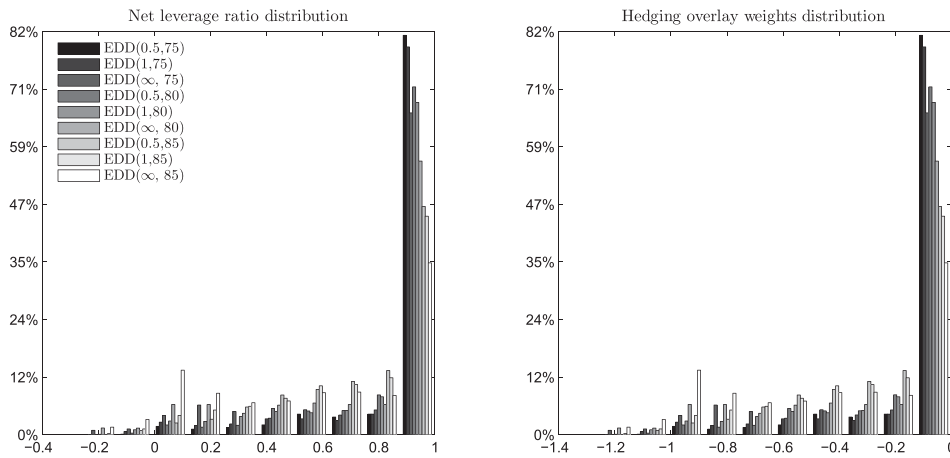 Net leverage ratio distribution
82%
71%
59%
47%
35%
24%
12%
0%
EDD(0.5,75)
EDD(1,75)
EDD(∞, 75)
EDD(0.5,80)
EDD(1,80)
EDD(∞, 80)
EDD(0.5,85)
EDD(1,85)
EDD(∞, 85)
−0.4 −0.2 0 0.2 0.4 0.6 0.8 1
Hedging overlay weights distribution
82%
71%
59%
47%
35%
24%
12%
0%
−1.4 −1.2 −1 −0.8 −0.6 −0.4 −0.2 0